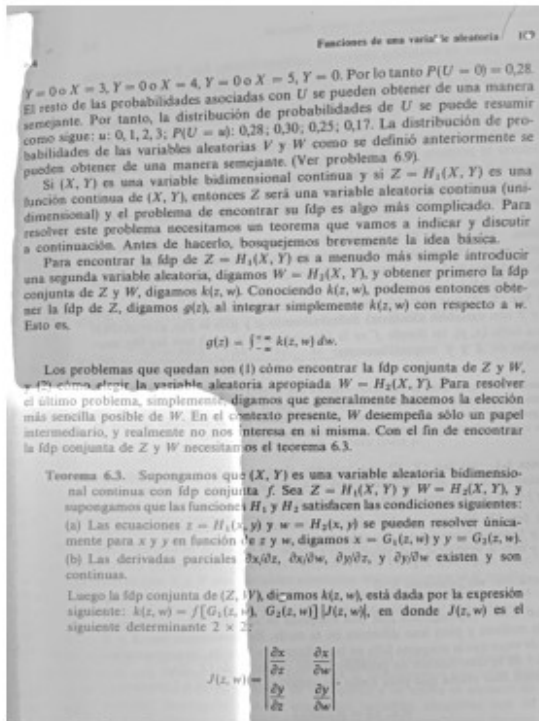 Funciones de una variable aleatoria
Y = 0 o X = 3, Y = 0 o X = 4, Y = 0 o X = 5, Y = 0. Por lo tanto P(U = 0) = 0,28.
El resto de las probabilidades asociadas con U se pueden obtener de una manera
semejante. Por tanto, la distribución de probabilidades de U se puede resumir
como sigue: u: 0, 1, 2, 3; P(U = u): 0,28; 0,30; 0,25; 0,17. La distribución de pro-
babilidades de las variables aleatorias V y W como se definió anteriormente se
pueden obtener de una manera semejante. (Ver problema 6.9).
Si (X, Y) es una variable bidimensional continua y si Z = H₁(X, Y) es una
función continua de (X, Y), entonces Z será una variable aleatoria continua (uni-
dimensional) y el problema de encontrar su fdp es algo más complicado. Para
resolver este problema necesitamos un teorema que vamos a indicar y discutir
a continuación. Antes de hacerlo, bosquejemos brevemente la idea básica.
Para encontrar la fdp de Z = H₁(X, Y) es a menudo más simple introducir
una segunda variable aleatoria, digamos W = H₂(X, Y), y obtener primero la fdp
conjunta de Z y W, digamos k(z, w). Conociendo k(z, w), podemos entonces obte-
ner la fdp de Z, digamos g(z), al integrar simplemente k(z, w) con respecto a w.
Esto es,
g(z) = ∫₋∞⁺∞ k(z, w) dw.
Los problemas que quedan son (1) cómo encontrar la fdp conjunta de Z y W,
y (2) cómo elegir la variable aleatoria apropiada W = H₂(X, Y). Para resolver
el último problema, simplemente, digamos que generalmente hacemos la elección
más sencilla posible de W. En el contexto presente, W desempeña sólo un papel
intermediario, y realmente no nos interesa en si misma. Con el fin de encontrar
la fdp conjunta de Z y W necesitamos el teorema 6.3.
Teorema 6.3. Supongamos que (X, Y) es una variable aleatoria bidimensio-
nal continua con fdp conjunta f. Sea Z = H₁(X, Y) y W = H₂(X, Y), y
supongamos que las funciones H₁ y H₂ satisfacen las condiciones siguientes:
(a) Las ecuaciones z = H₁(x, y) y w = H₂(x, y) se pueden resolver única-
mente para x y y en función de z y w, digamos x = G₁(z, w) y y = G₂(z, w).
(b) Las derivadas parciales ∂x/∂z, ∂x/∂w, ∂y/∂z, y ∂y/∂w existen y son
continuas.
Luego la fdp conjunta de (Z, W), digamos k(z, w), está dada por la expresión
siguiente: k(z, w) = f[G₁(z, w), G₂(z, w)] |J(z, w)|, en donde J(z, w) es el
siguiente determinante 2 × 2:
J(z, w) = | ∂x/∂z ∂x/∂w |
| ∂y/∂z ∂y/∂w |.